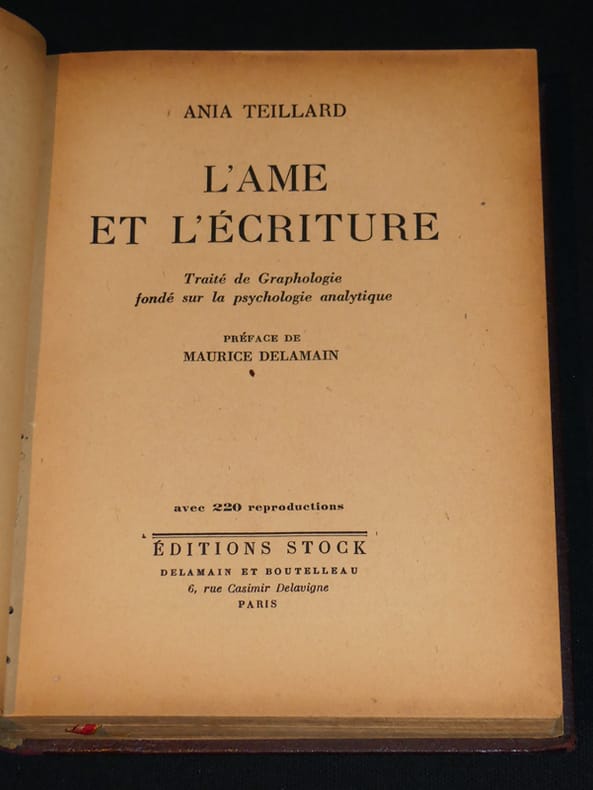 ANIA TEILLARD
L'AME
ET L'ÉCRITURE
Traité de Graphologie
fondé sur la psychologie analytique
PRÉFACE DE
MAURICE DELAMAIN
avec 220 reproductions
ÉDITIONS STOCK
DELAMAIN ET BOUTELLEAU
6, rue Casimir Delavigne
PARIS